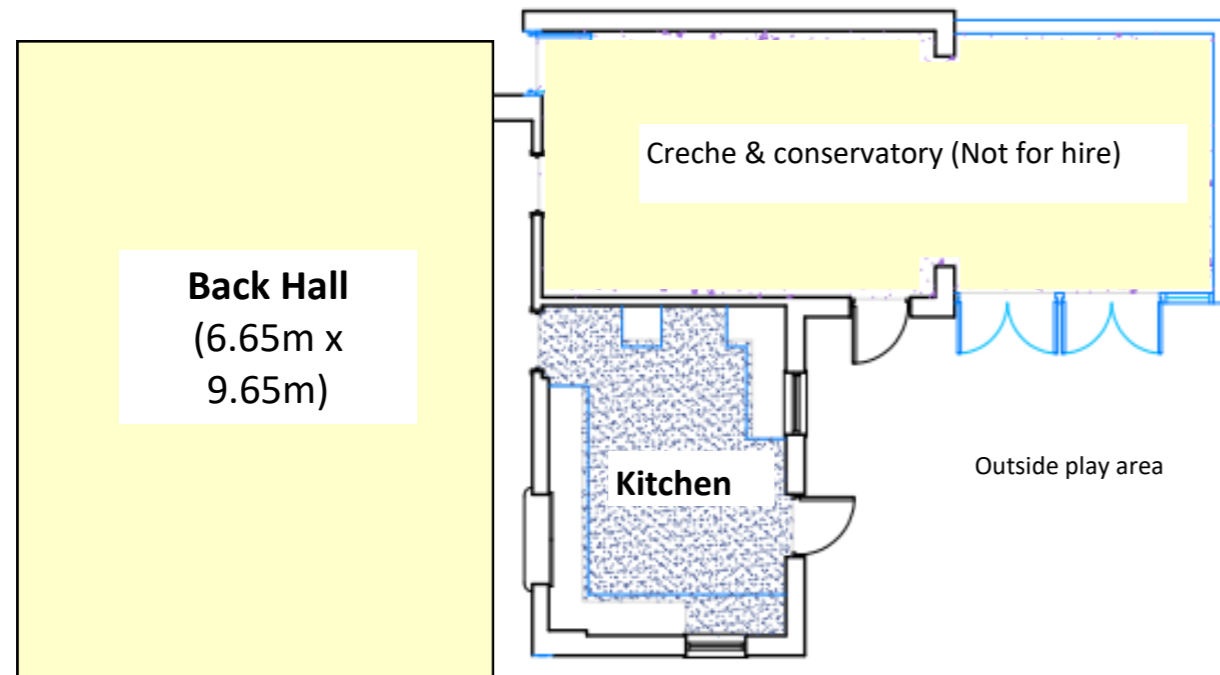 Creche & conservatory (Not for hire)
Back Hall
(6.65m x
9.65m)
Kitchen
Outside play area